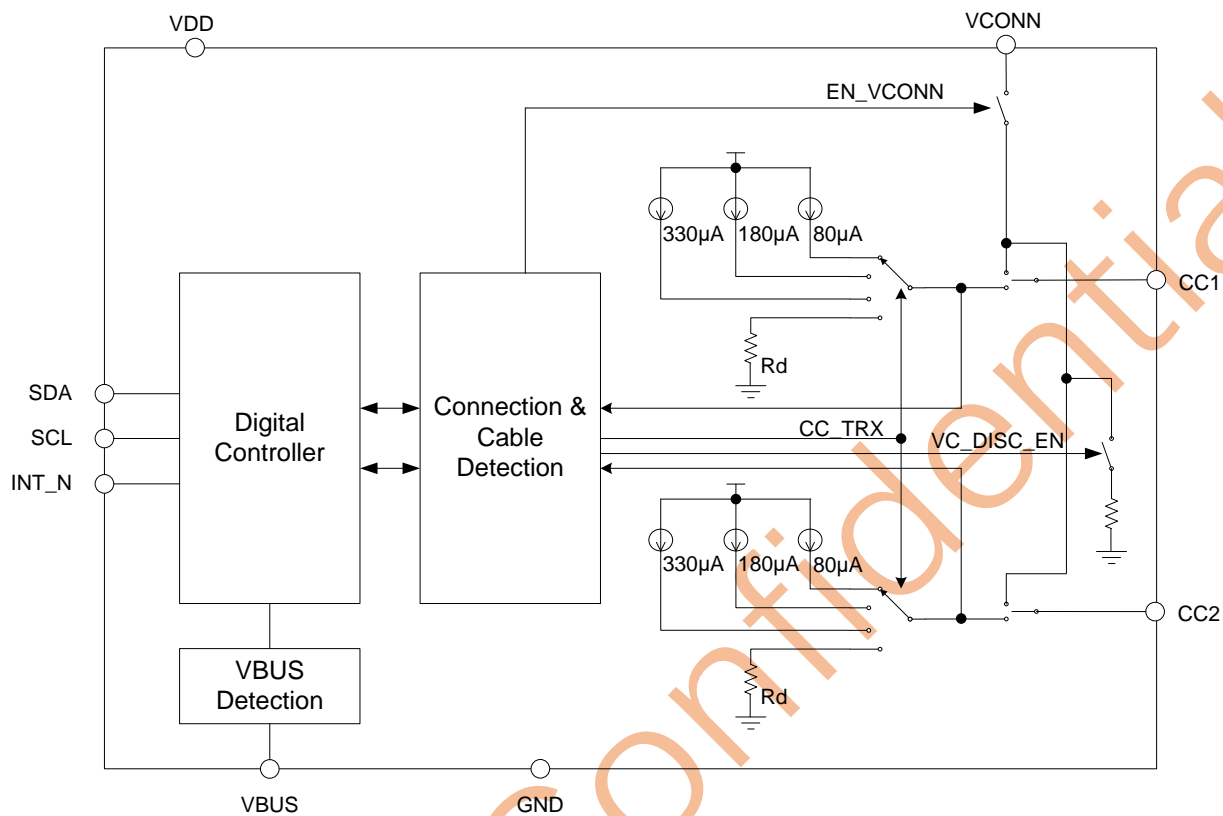 VDD
VCONN
EN_VCONN
330µA 180µA 80µA
CC1
Rd
SDA
SCL
INT_N
Digital
Controller
Connection &
Cable
Detection
CC_TRX
VC_DISC_EN
330µA 180µA 80µA
CC2
Rd
VBUS
Detection
VBUS
GND
Confidential